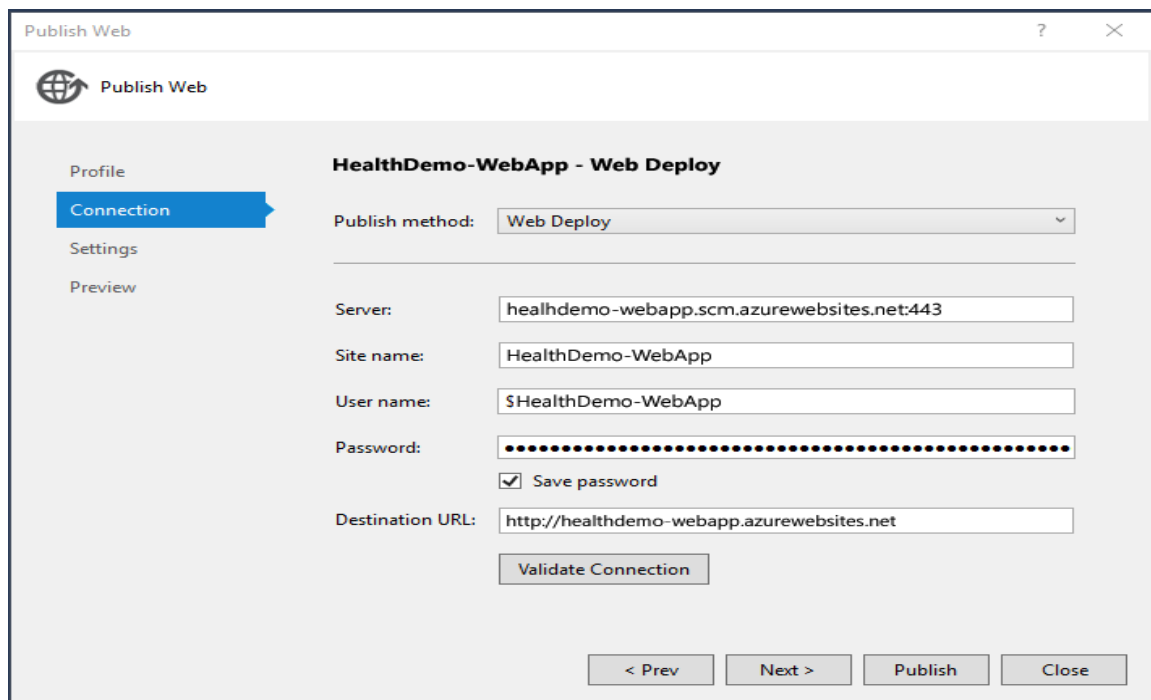 Publish Web
?
Publish Web
Profile
Connection
Settings
Preview
HealthDemo-WebApp - Web Deploy
Publish method: Web Deploy
Server: healhdemo-webapp.scm.azurewebsites.net:443
Site name: HealthDemo-WebApp
User name: $HealthDemo-WebApp
Password:
Save password
Destination URL: http://healthdemo-webapp.azurewebsites.net
Validate Connection
< Prev Next > Publish Close